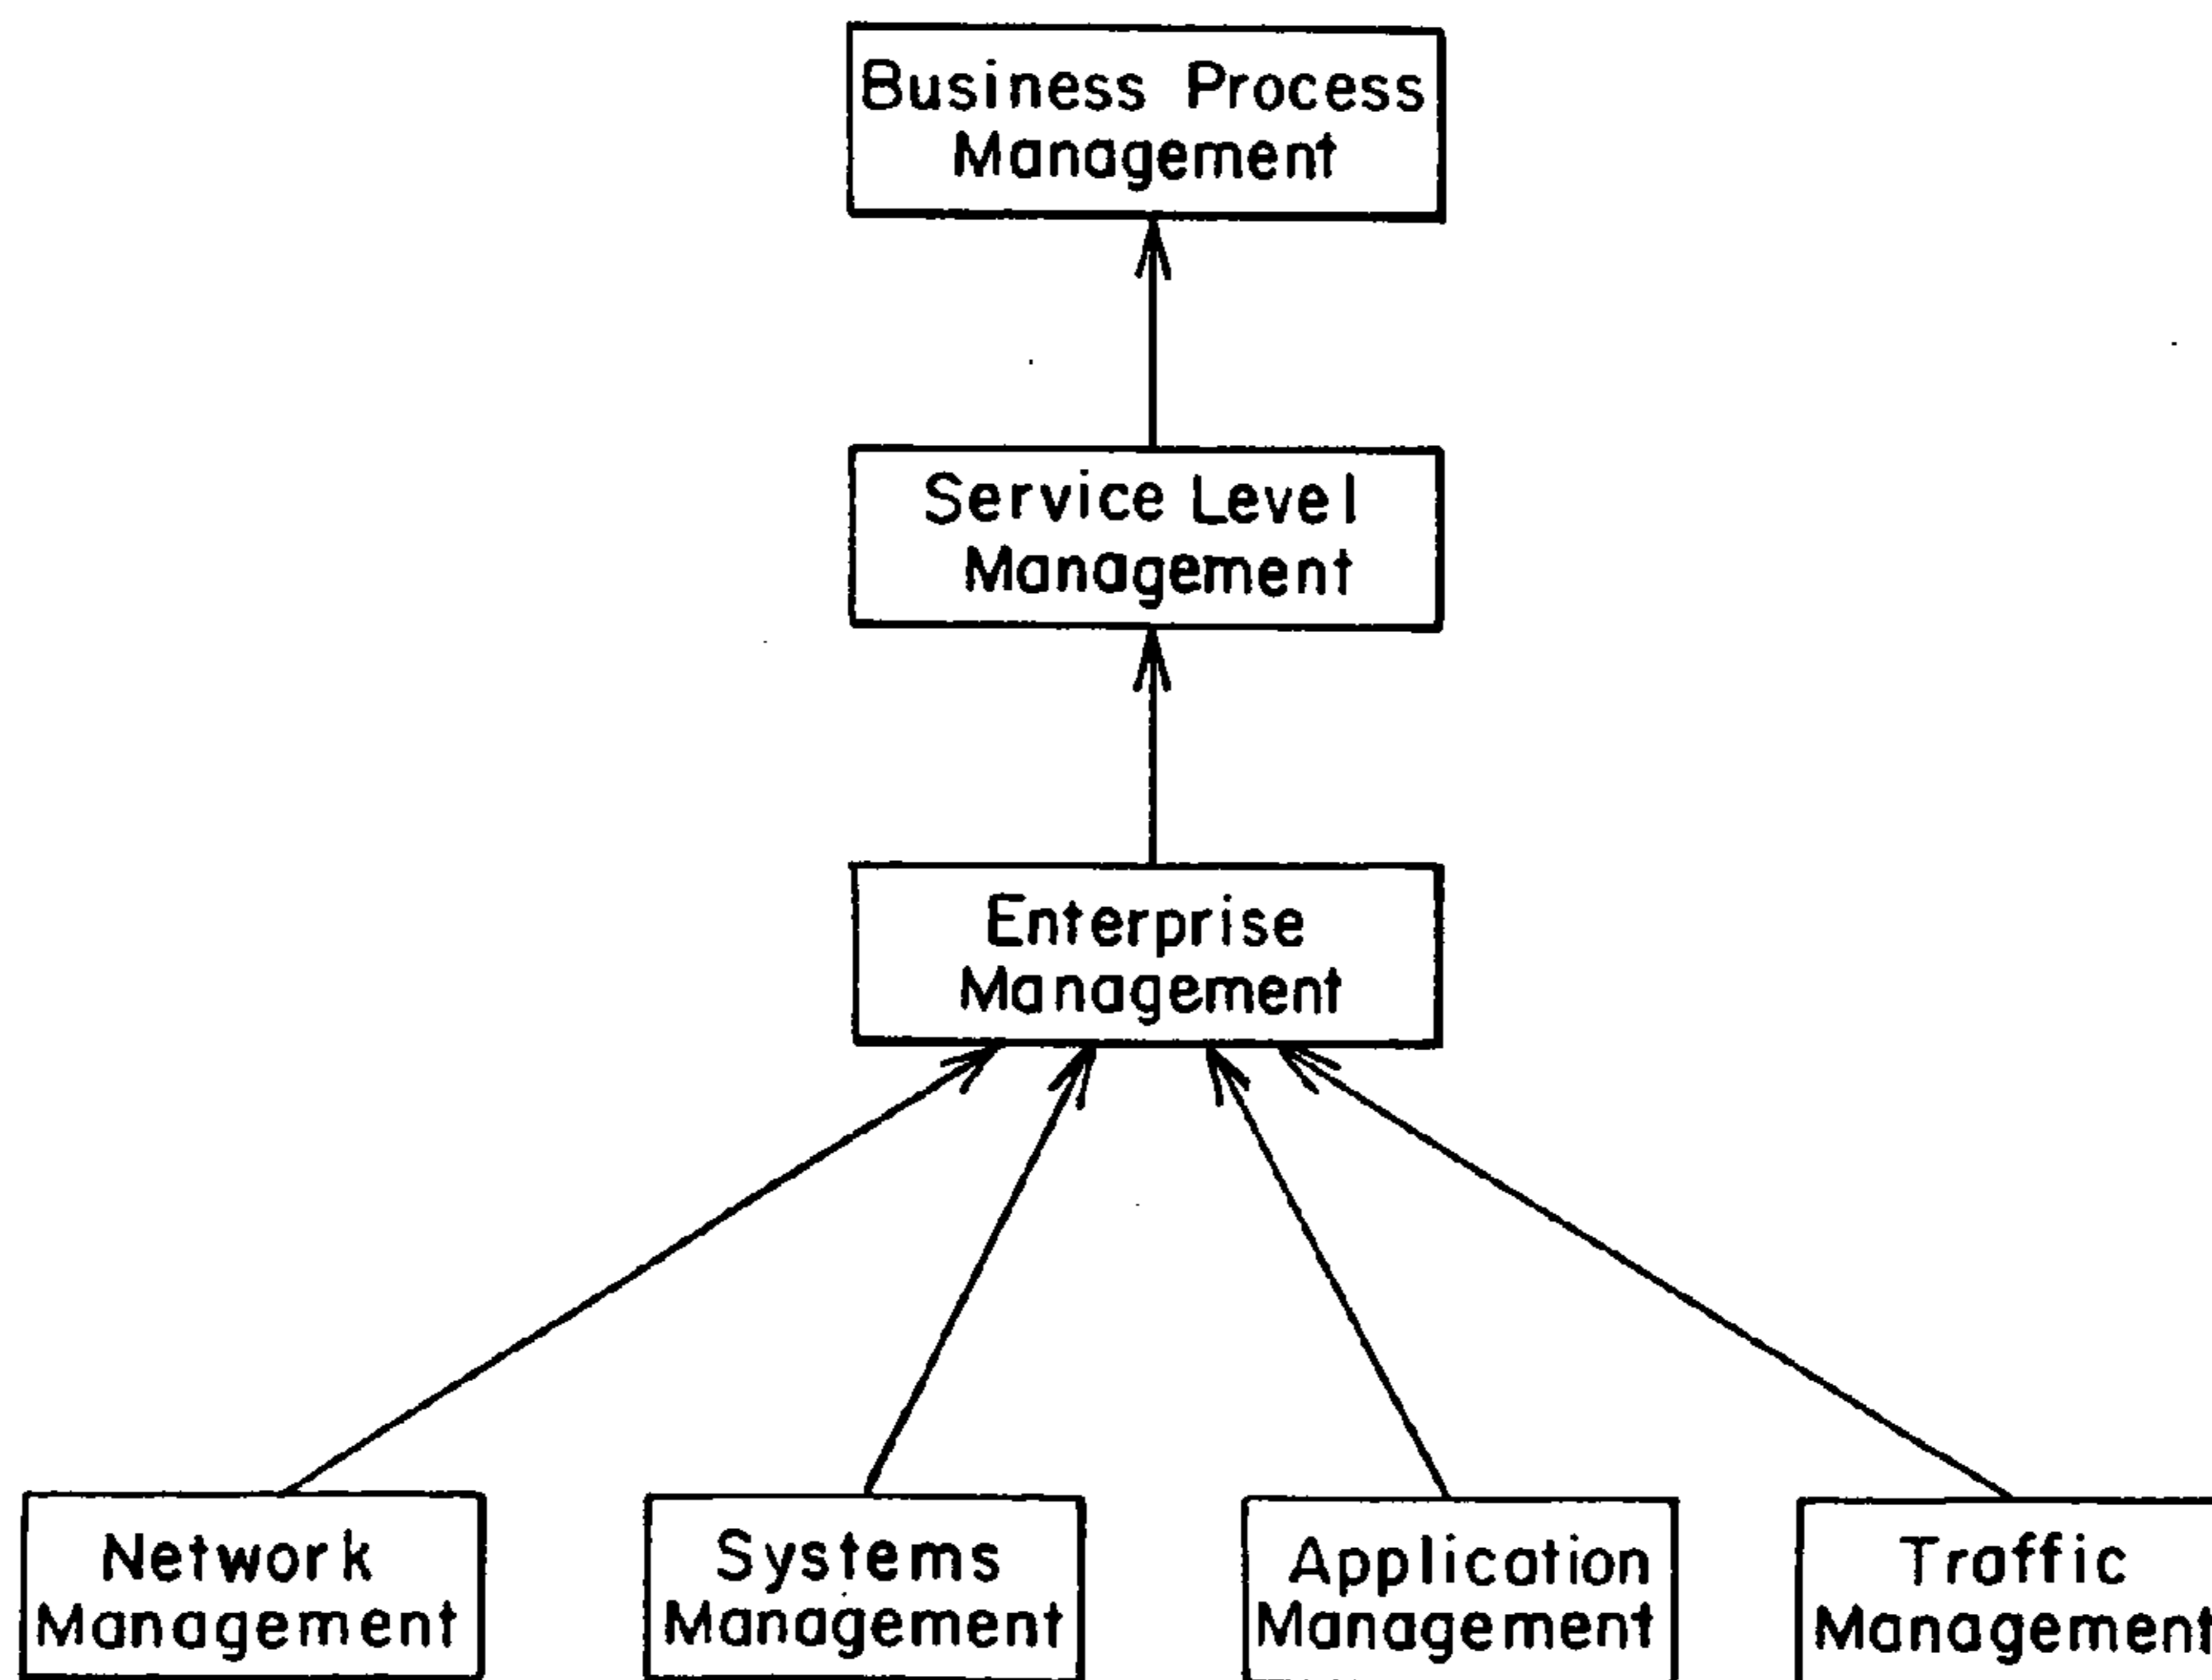 Business Process
Management
Service Level
Management
Enterprise
Management
Network
Management
Systems
Management
Application
Management
Traffic
Management